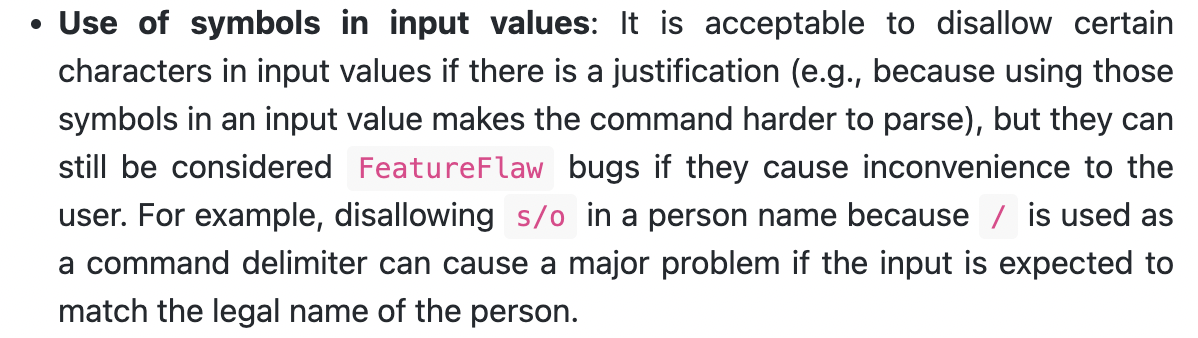 • Use of symbols in input values: It is acceptable to disallow certain
characters in input values if there is a justification (e.g., because using those
symbols in an input value makes the command harder to parse), but they can
still be considered FeatureFlaw bugs if they cause inconvenience to the
user. For example, disallowing s/o in a person name because / is used as
a command delimiter can cause a major problem if the input is expected to
match the legal name of the person.